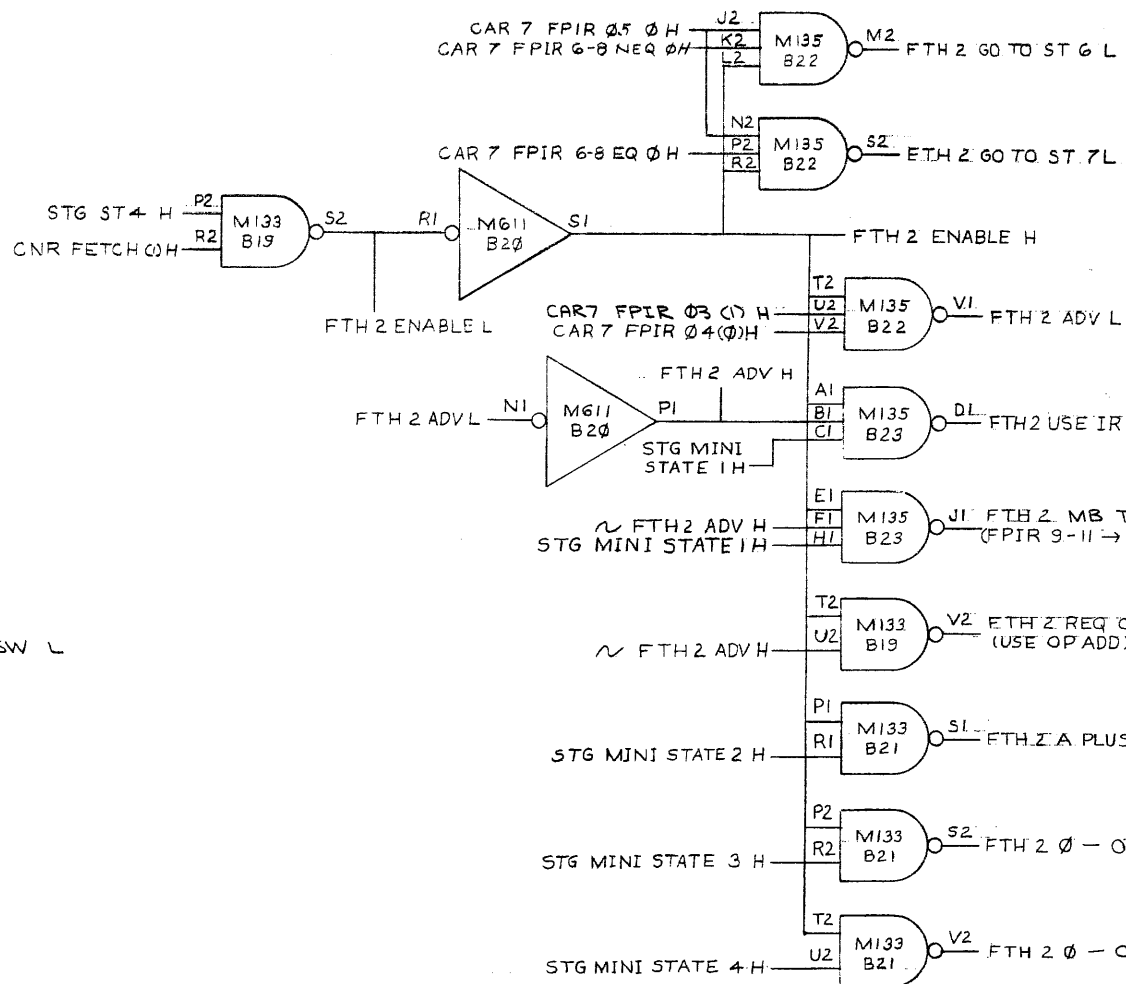 CAR 7 FPIR Ø5 Ø H
J2
M135
B22
M2
FTH 2 GO TO ST 6 L
CAR 7 FPIR 6-8 NEQ ØH
K2
L2
N2
M135
B22
S2
FTH 2 GO TO ST 7L
CAR 7 FPIR 6-8 EQ Ø H
P2
R2
STG ST 4 H
P2
M133
B19
S2
R1
M611
B2Ø
S1
CNR FETCH (1) H
R2
FTH 2 ENABLE H
FTH 2 ENABLE L
T2
CAR7 FPIR Ø3 (1) H
U2
M135
B22
V1
FTH 2 ADV L
CAR 7 FPIR Ø4(Ø)H
V2
FTH 2 ADV H
FTH 2 ADV L
N1
M611
B2Ø
P1
A1
B1
C1
M135
B23
D1
FTH2 USE IR
STG MINI
STATE 1 H
E1
~ FTH 2 ADV H
F1
M135
B23
J1
FTH 2 MB T
(FPIR 9-11 →
STG MINI STATE 1 H
H1
T2
M133
B19
V2
FTH 2 REQ
(USE OP ADD)
~ FTH 2 ADV H
U2
SW L
P1
M133
B21
S1
FTH 2 A PLUS
STG MINI STATE 2 H
R1
P2
M133
B21
S2
FTH 2 Ø –
STG MINI STATE 3 H
R2
T2
M133
B21
V2
FTH 2 Ø –
STG MINI STATE 4 H
U2